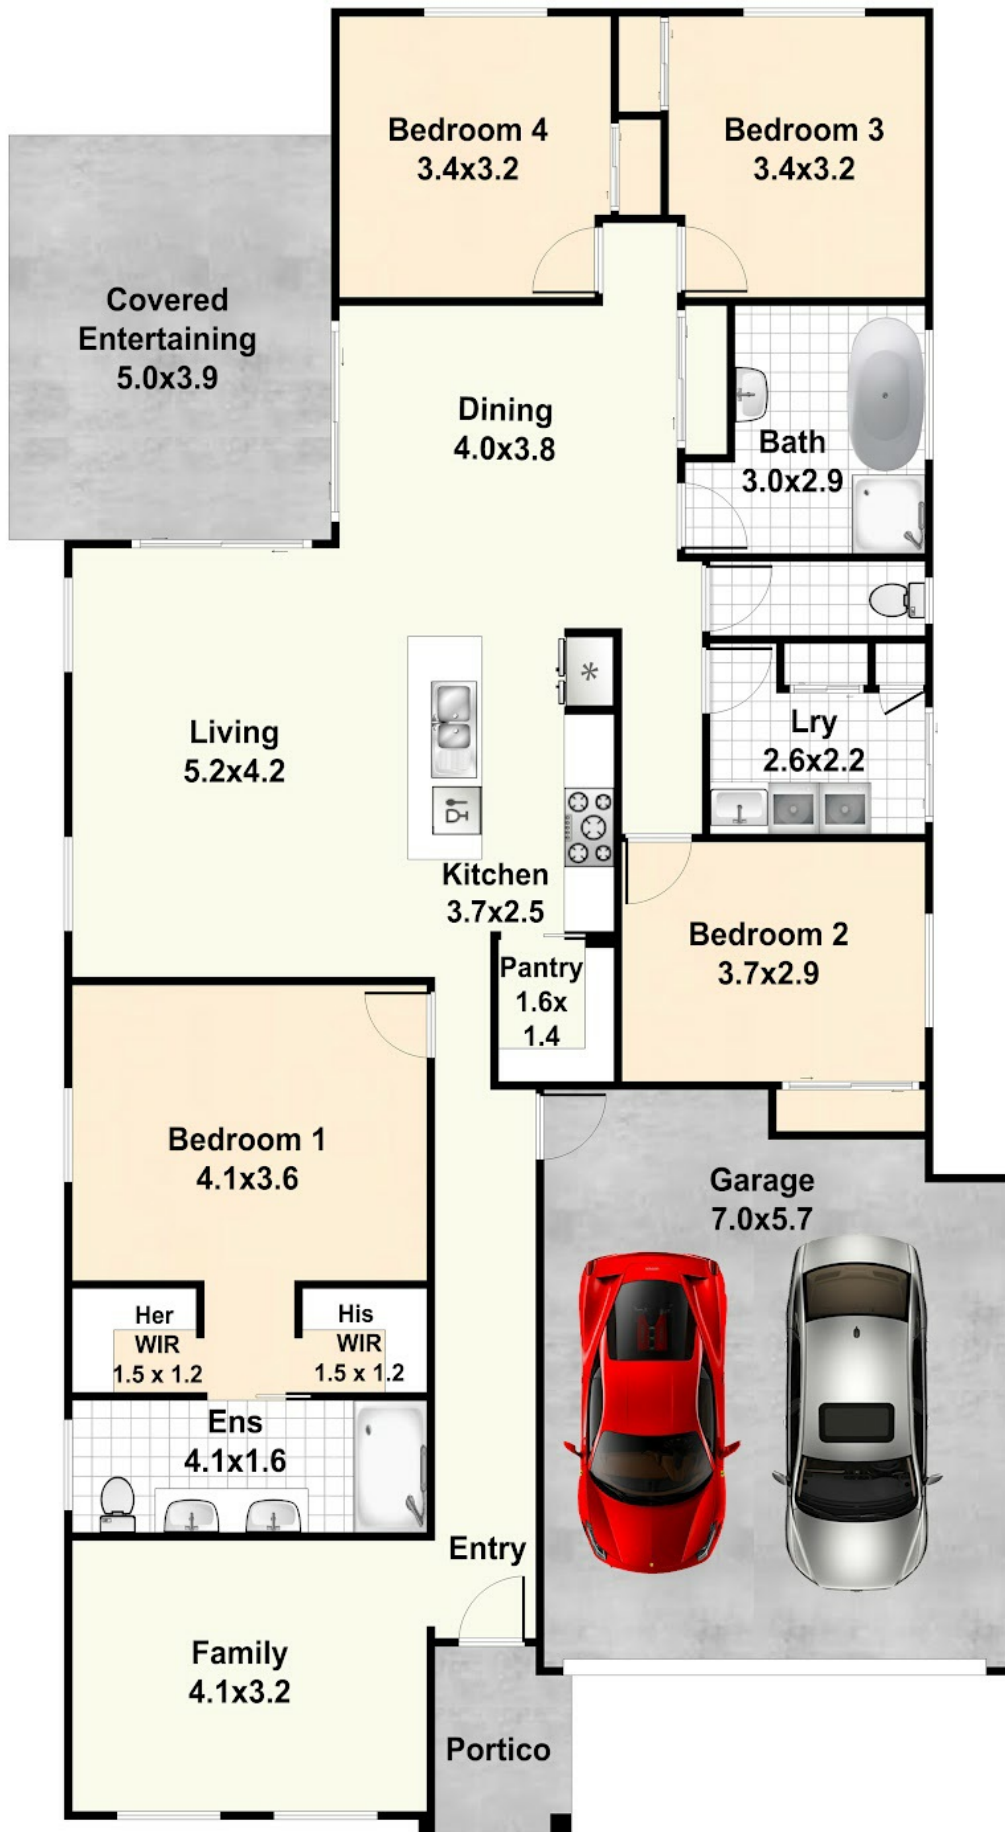 Bedroom 4
3.4x3.2
Bedroom 3
3.4x3.2
Covered
Entertaining
5.0x3.9
Dining
4.0x3.8
Bath
3.0x2.9
Living
5.2x4.2
Lry
2.6x2.2
Kitchen
3.7x2.5
Bedroom 2
3.7x2.9
Pantry
1.6x
1.4
Bedroom 1
4.1x3.6
Garage
7.0x5.7
Her
WIR
1.5 x 1.2
His
WIR
1.5 x 1.2
Ens
4.1x1.6
Entry
Family
4.1x3.2
Portico